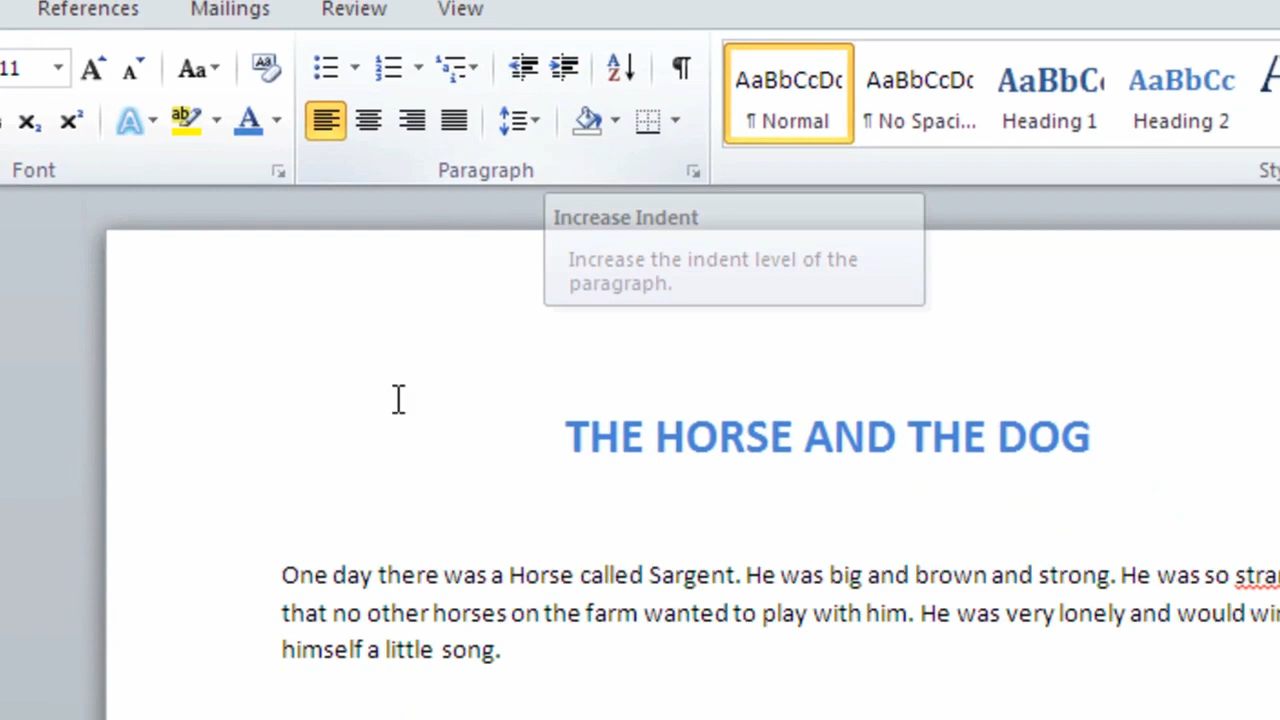 References Mailings Review View
11 Aa
Aa
AaBbCcDc AaBbCcDc AaBbC AaBbCc
¶ Normal ¶ No Spaci... Heading 1 Heading 2
Font Paragraph
Increase Indent
Increase the indent level of the
paragraph.
THE HORSE AND THE DOG
One day there was a Horse called Sargent. He was big and brown and strong. He was so
that no other horses on the farm wanted to play with him. He was very lonely and would
himself a little song.